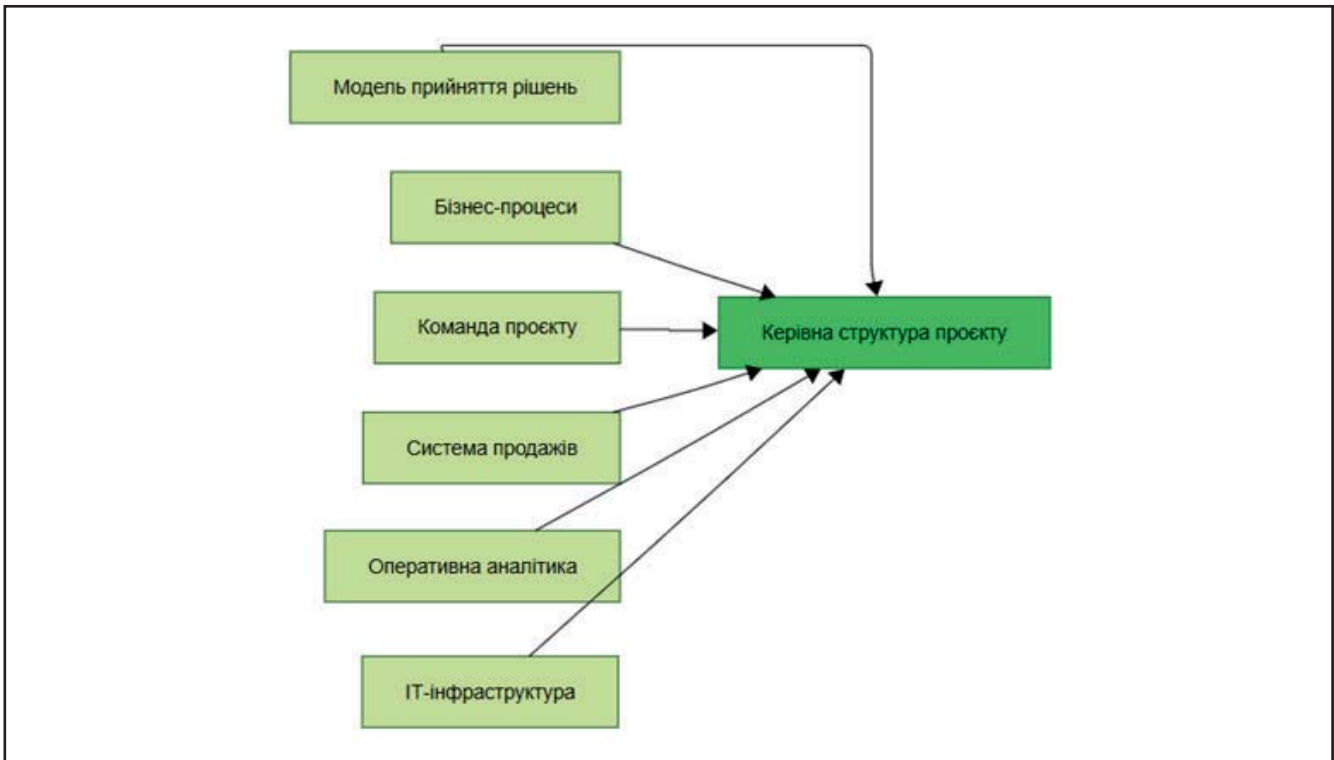 Модель прийняття рішень
Бізнес-процеси
Команда проєкту
Керівна структура проєкту
Система продажів
Оперативна аналітика
ІТ-інфраструктура